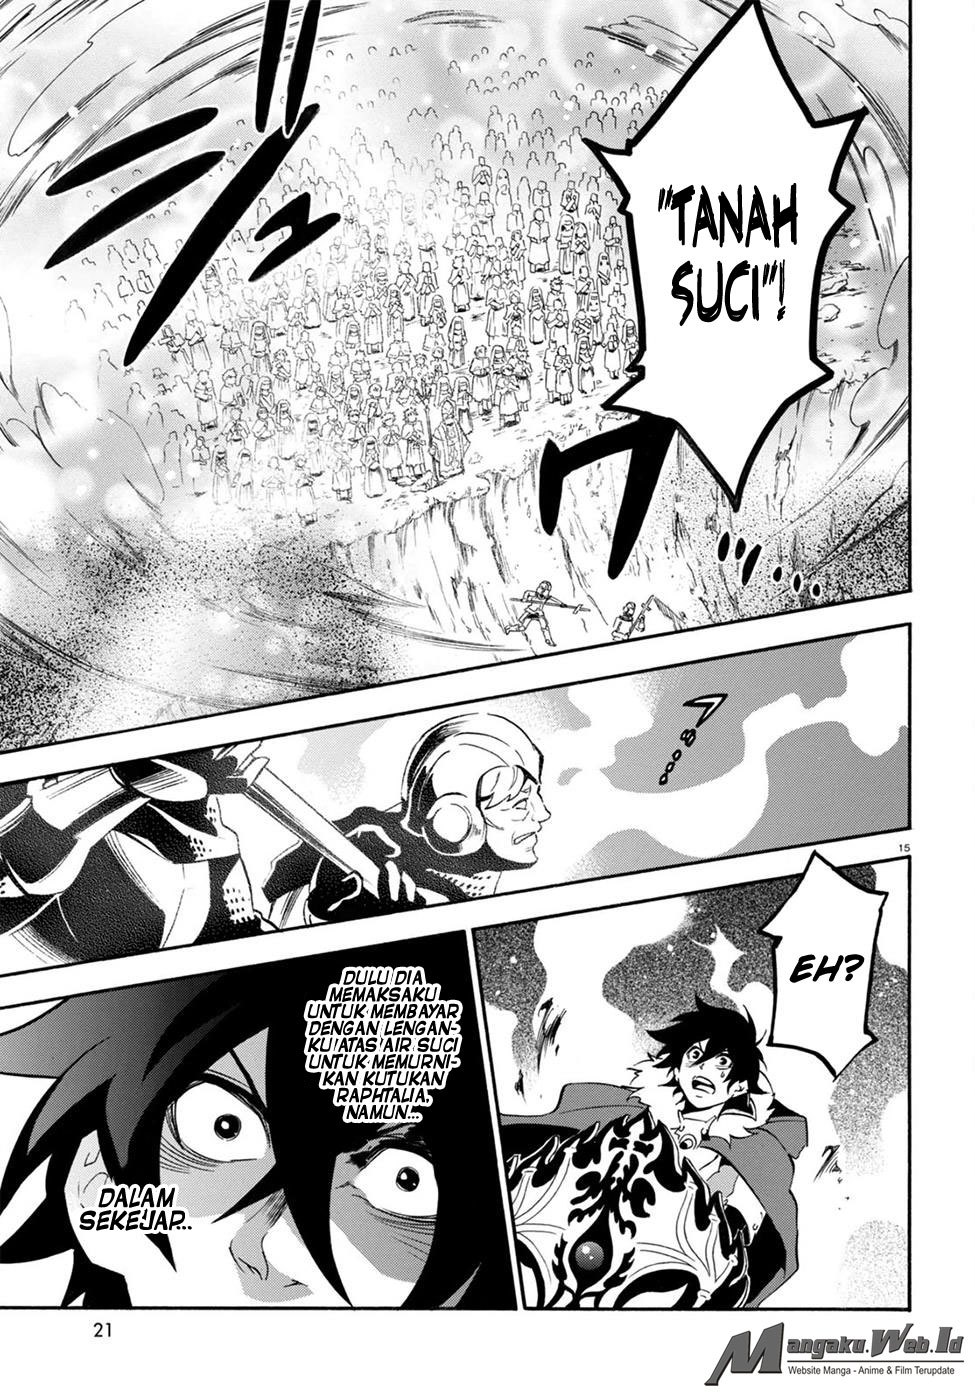 "TANAH
SUCI"!
15
EH?
DULU DIA
MEMAKSAKU
UNTUK MEMBAYAR
DENGAN LENGAN-
KU ATAS AIR SUCI
UNTUK MEMURNI-
KAN KUTUKAN
RAPHTALIA,
NAMUN...
DALAM
SEKEJAP...
21
Mangaku.Web.Id
Website Manga - Anime & Film Terupdate